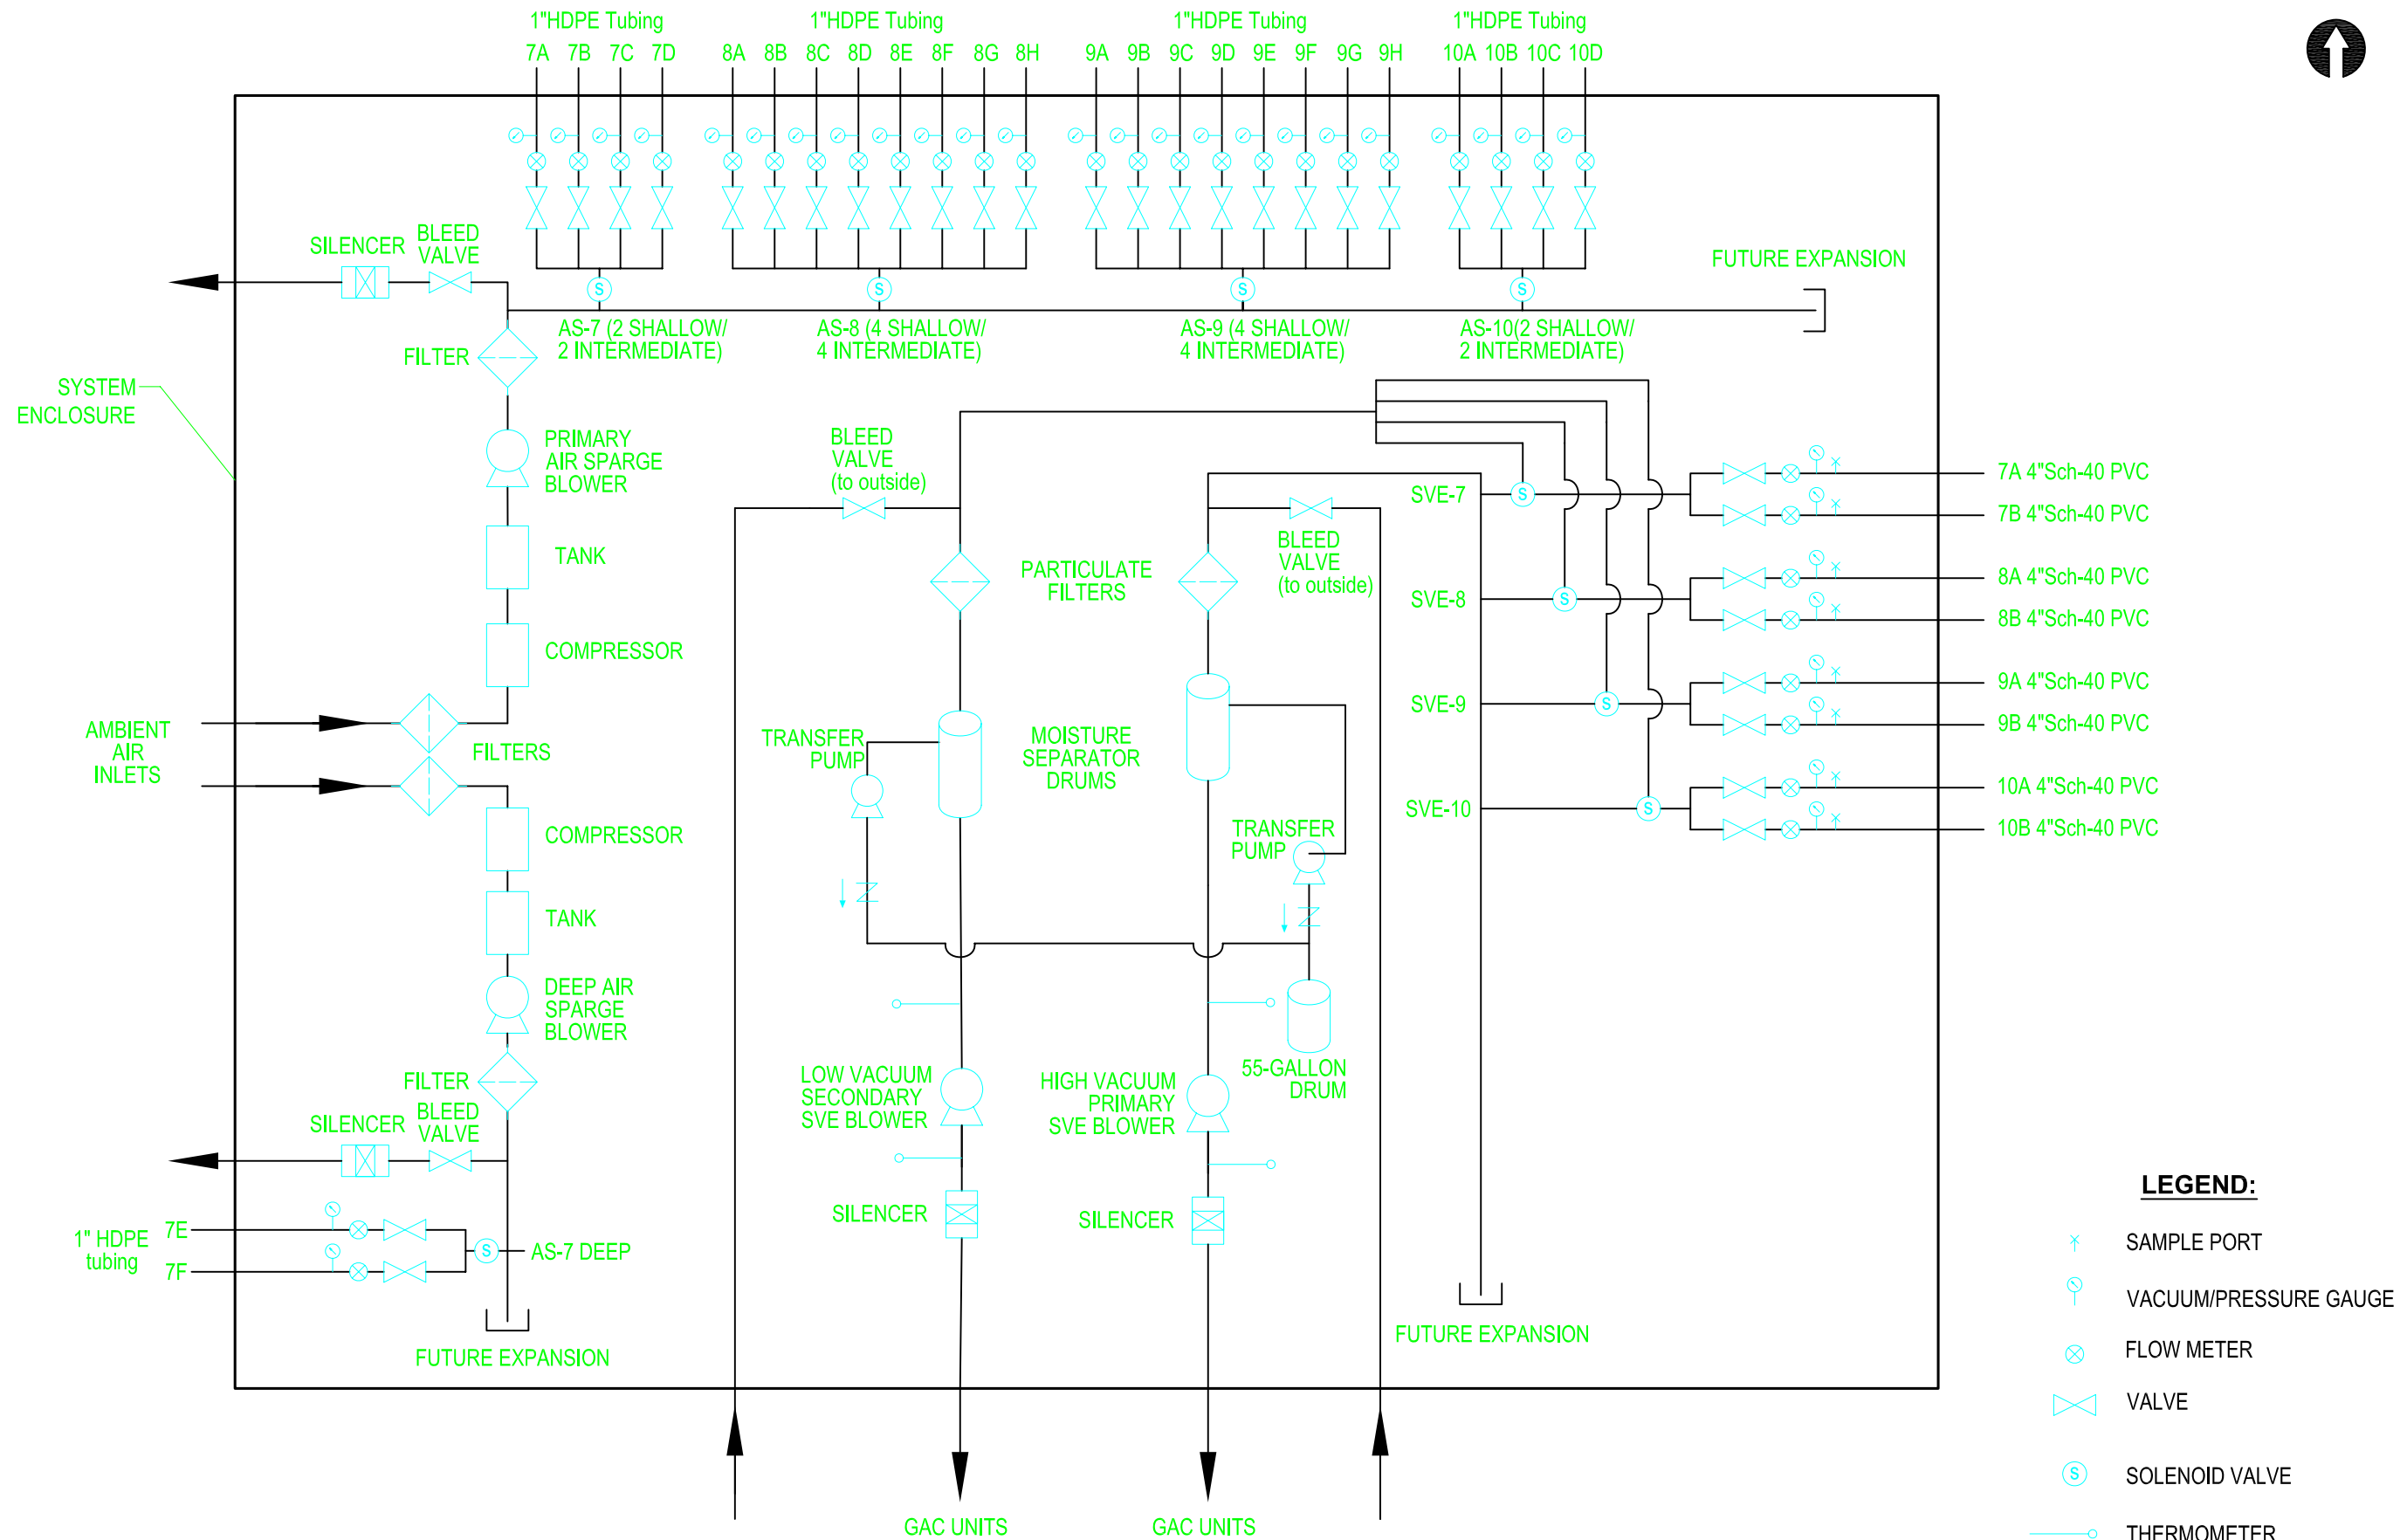 1"HDPE Tubing
1"HDPE Tubing
1"HDPE Tubing
1"HDPE Tubing
7A 7B 7C 7D
8A 8B 8C 8D 8E 8F 8G 8H
9A 9B 9C 9D 9E 9F 9G 9H
10A 10B 10C 10D
SILENCER
BLEED
VALVE
FUTURE EXPANSION
S
S
S
S
AS-7 (2 SHALLOW/
2 INTERMEDIATE)
AS-8 (4 SHALLOW/
4 INTERMEDIATE)
AS-9 (4 SHALLOW/
4 INTERMEDIATE)
AS-10(2 SHALLOW/
2 INTERMEDIATE)
FILTER
SYSTEM
ENCLOSURE
PRIMARY
AIR SPARGE
BLOWER
TANK
COMPRESSOR
AMBIENT
AIR
INLETS
FILTERS
COMPRESSOR
TANK
DEEP AIR
SPARGE
BLOWER
FILTER
SILENCER
BLEED
VALVE
1" HDPE
tubing
7E
7F
S
AS-7 DEEP
FUTURE EXPANSION
BLEED
VALVE
(to outside)
PARTICULATE
FILTERS
BLEED
VALVE
(to outside)
TRANSFER
PUMP
MOISTURE
SEPARATOR
DRUMS
TRANSFER
PUMP
55-GALLON
DRUM
LOW VACUUM
SECONDARY
SVE BLOWER
HIGH VACUUM
PRIMARY
SVE BLOWER
SILENCER
SILENCER
GAC UNITS
GAC UNITS
SVE-7
S
7A 4"Sch-40 PVC
7B 4"Sch-40 PVC
SVE-8
S
8A 4"Sch-40 PVC
8B 4"Sch-40 PVC
SVE-9
S
9A 4"Sch-40 PVC
9B 4"Sch-40 PVC
SVE-10
S
10A 4"Sch-40 PVC
10B 4"Sch-40 PVC
FUTURE EXPANSION
LEGEND:
SAMPLE PORT
VACUUM/PRESSURE GAUGE
FLOW METER
VALVE
S
SOLENOID VALVE
THERMOMETER